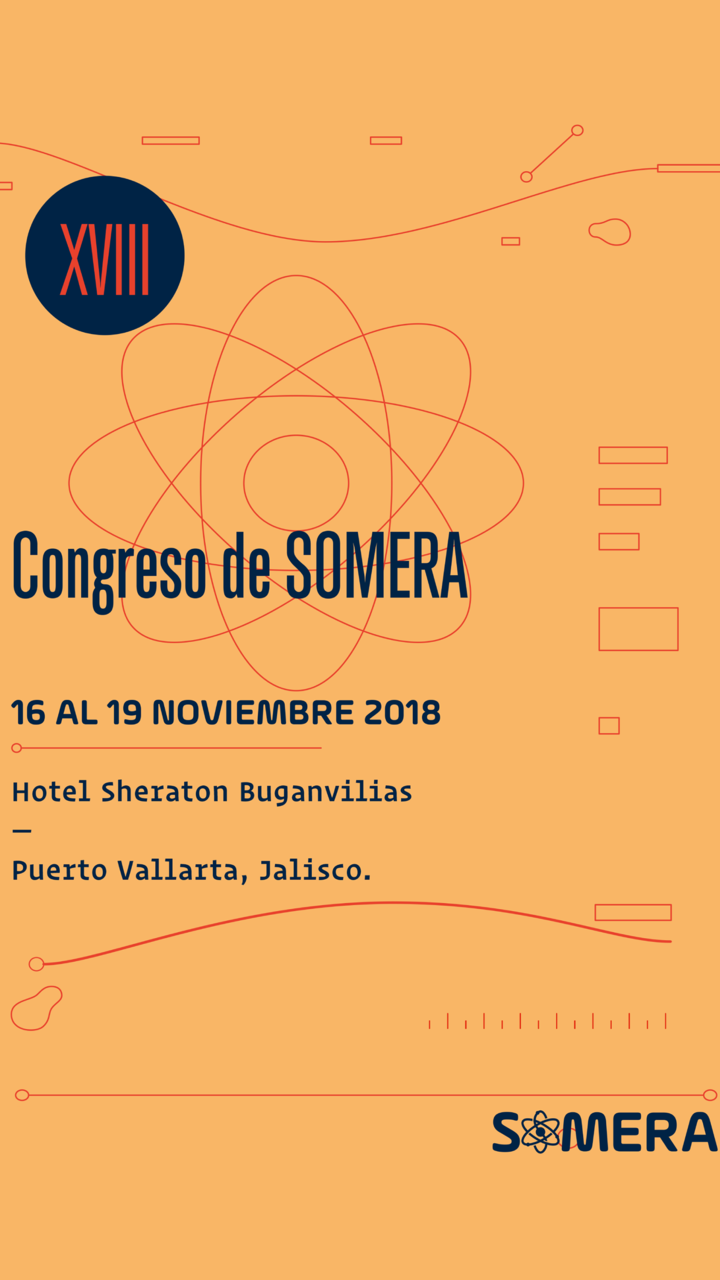 XVIII
Congreso de SOMERA
16 AL 19 NOVIEMBRE 2018
Hotel Sheraton Buganvilias
—
Puerto Vallarta, Jalisco.
SOMERA